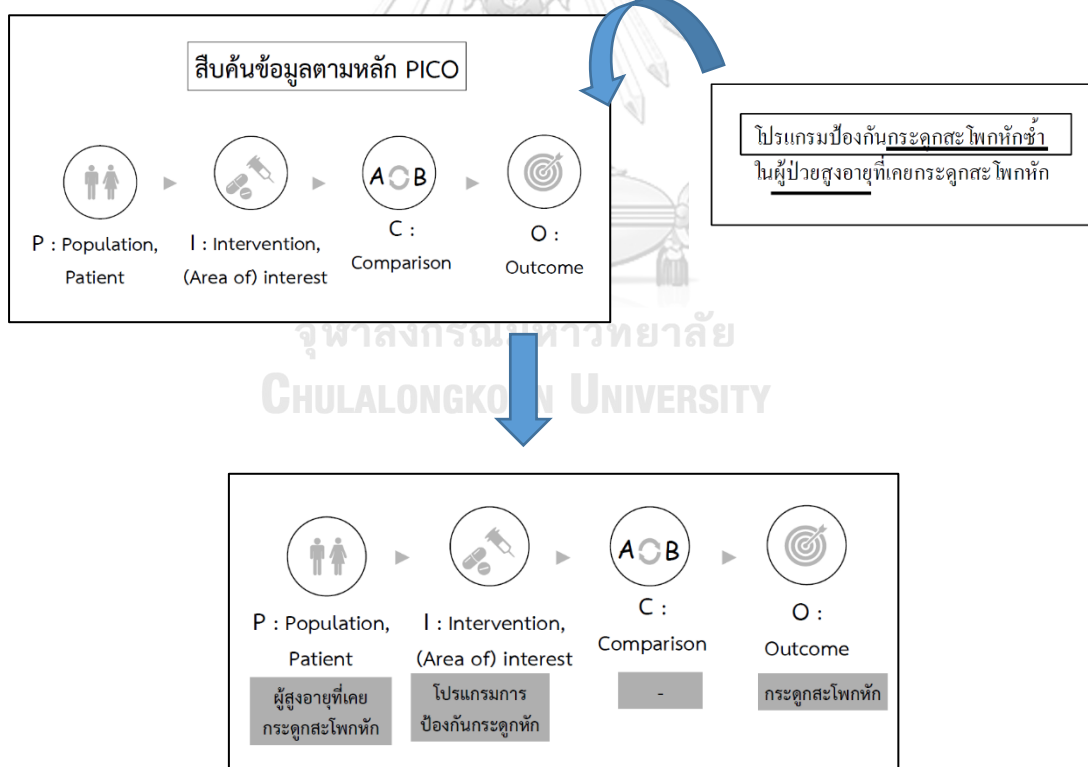 สืบค้นข้อมูลตามหลัก PICO
A B
P : Population,
Patient
I : Intervention,
(Area of) interest
C :
Comparison
O :
Outcome
โปรแกรมป้องกันกระดูกสะโพกหักซ้ำ
ในผู้ป่วยสูงอายุที่เคยกระดูกสะโพกหัก
จุฬาลงกรณ์มหาวิทยาลัย
CHULALONGKORN UNIVERSITY
A B
P : Population,
Patient
ผู้สูงอายุที่เคย
กระดูกสะโพกหัก
I : Intervention,
(Area of) interest
โปรแกรมการ
ป้องกันกระดูกหัก
C :
Comparison
-
O :
Outcome
กระดูกสะโพกหัก